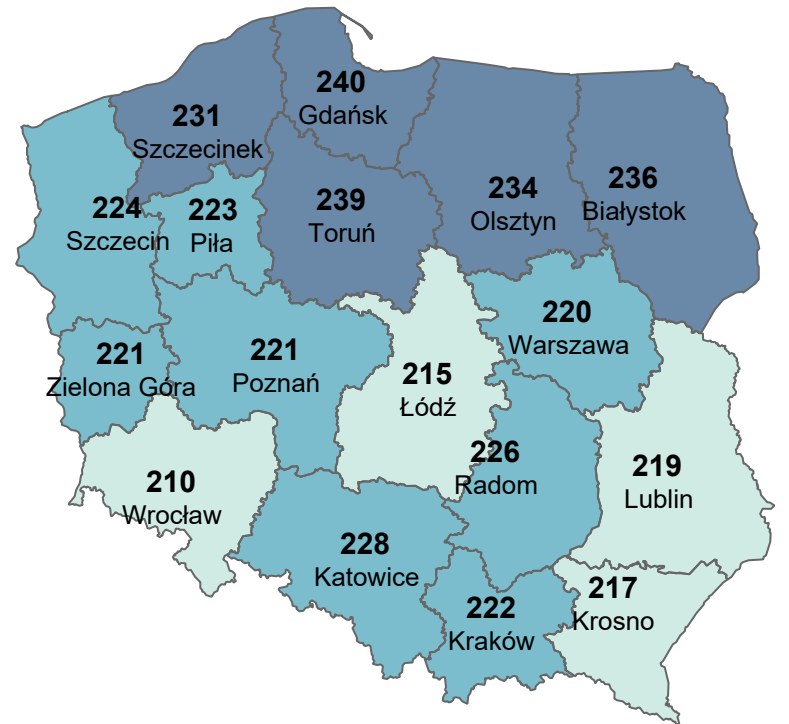 240
Gdańsk
231
Szczecinek
234
Olsztyn
236
Białystok
239
Toruń
224
Szczecin
223
Piła
220
Warszawa
221
Zielona Góra
221
Poznań
215
Łódź
226
Radom
219
Lublin
210
Wrocław
228
Katowice
222
Kraków
217
Krosno